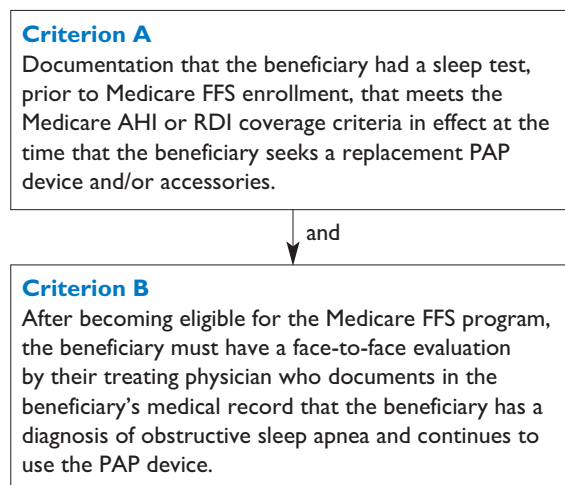 Criterion A
Documentation that the beneficiary had a sleep test,
prior to Medicare FFS enrollment, that meets the
Medicare AHI or RDI coverage criteria in effect at the
time that the beneficiary seeks a replacement PAP
device and/or accessories.
and
Criterion B
After becoming eligible for the Medicare FFS program,
the beneficiary must have a face-to-face evaluation
by their treating physician who documents in the
beneficiary’s medical record that the beneficiary has a
diagnosis of obstructive sleep apnea and continues to
use the PAP device.